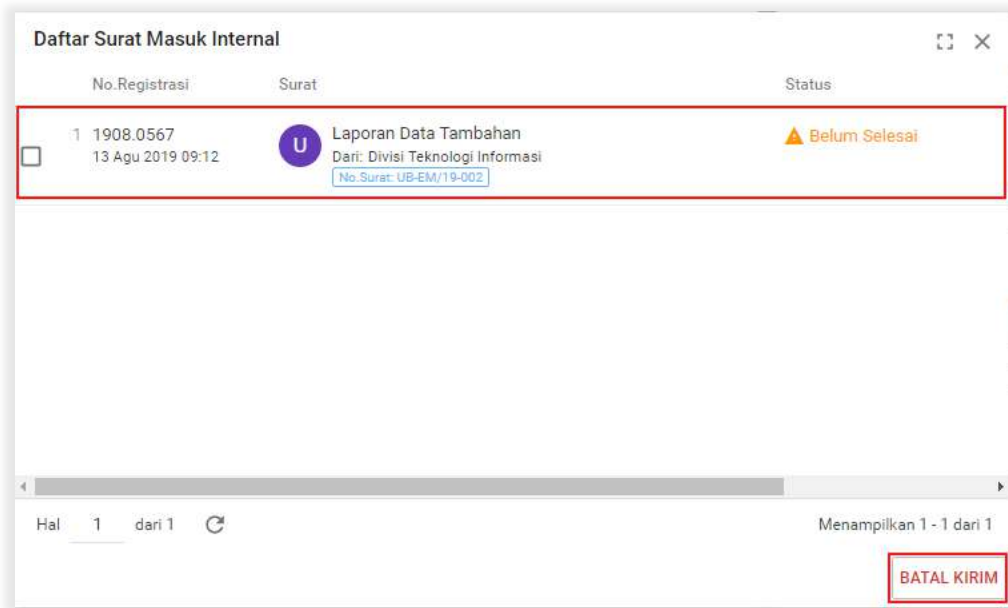 Daftar Surat Masuk Internal
No.Registrasi Surat Status
1 1908.0567 U Laporan Data Tambahan Belum Selesai
13 Agu 2019 09:12 Dari: Divisi Teknologi Informasi
No.Surat: UB-EM/19-002
Hal 1 dari 1 Menampilkan 1 - 1 dari 1
BATAL KIRIM